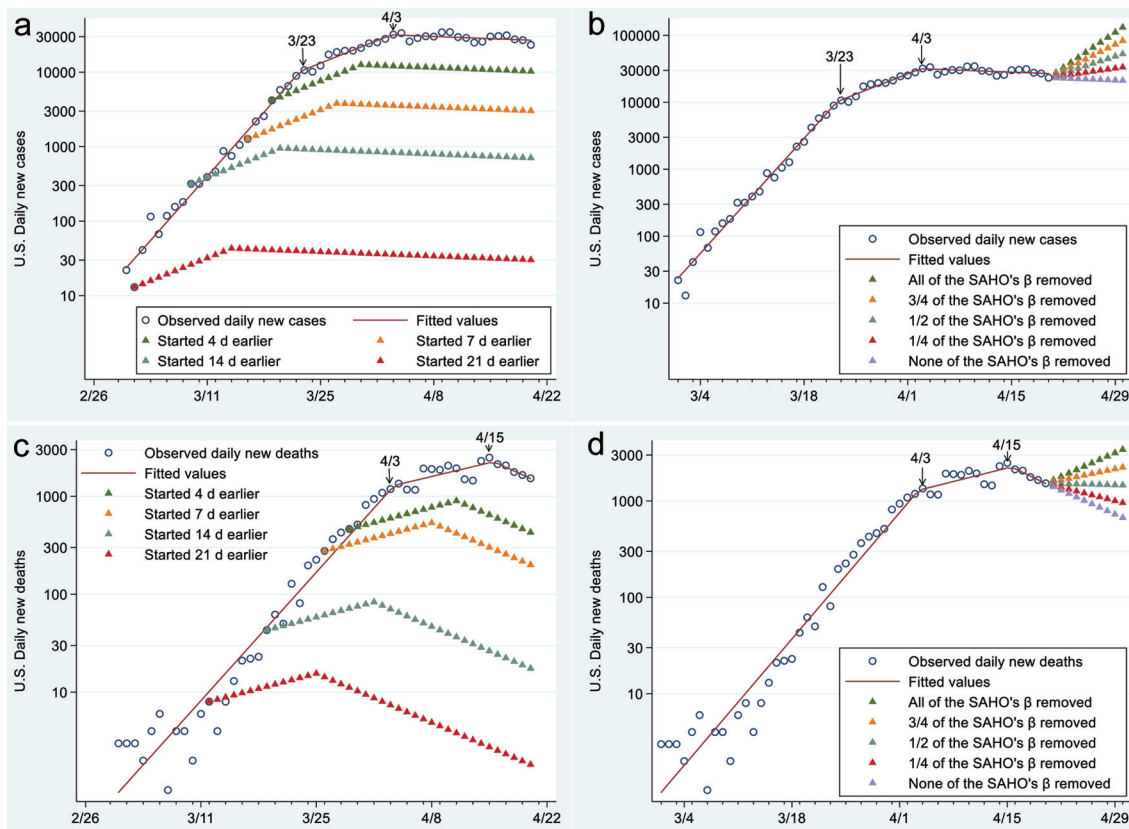 a
4/3
3/23
30000
10000
3000
1000
300
100
30
10
U.S. Daily new cases
Observed daily new cases
Fitted values
Started 4 d earlier
Started 7 d earlier
Started 14 d earlier
Started 21 d earlier
2/26
3/11
3/25
4/8
4/22
b
4/3
3/23
100000
30000
10000
3000
1000
300
100
30
10
U.S. Daily new cases
Observed daily new cases
Fitted values
All of the SAHO's β removed
3/4 of the SAHO's β removed
1/2 of the SAHO's β removed
1/4 of the SAHO's β removed
None of the SAHO's β removed
3/4
3/18
4/1
4/15
4/29
c
4/15
4/3
3000
1000
300
100
30
10
U.S. Daily new deaths
Observed daily new deaths
Fitted values
Started 4 d earlier
Started 7 d earlier
Started 14 d earlier
Started 21 d earlier
2/26
3/11
3/25
4/8
4/22
d
4/15
4/3
3000
1000
300
100
30
10
U.S. Daily new deaths
Observed daily new deaths
Fitted values
All of the SAHO's β removed
3/4 of the SAHO's β removed
1/2 of the SAHO's β removed
1/4 of the SAHO's β removed
None of the SAHO's β removed
3/4
3/18
4/1
4/15
4/29